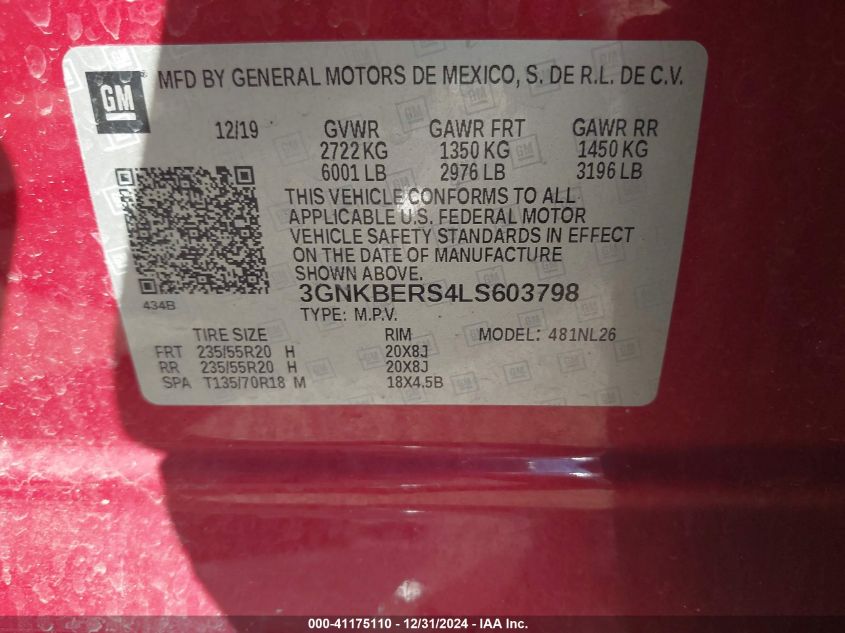 GM
MFD BY GENERAL MOTORS DE MEXICO, S. DE R.L. DE C.V.
12/19 GVWR GAWR FRT GAWR RR
2722 KG 1350 KG 1450 KG
6001 LB 2976 LB 3196 LB
THIS VEHICLE CONFORMS TO ALL
APPLICABLE U.S. FEDERAL MOTOR
VEHICLE SAFETY STANDARDS IN EFFECT
ON THE DATE OF MANUFACTURE
SHOWN ABOVE.
434B
3GNKBERS4LS603798
TYPE: M.P.V.
TIRE SIZE RIM MODEL: 481NL26
FRT 235/55R20 H 20X8J
RR 235/55R20 H 20X8J
SPA T135/70R18 M 18X4.5B
000-41175110 - 12/31/2024 - IAA Inc.